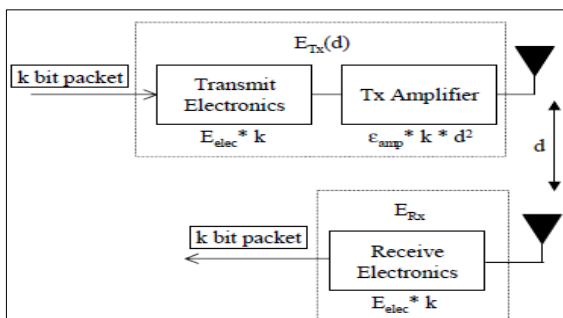 E_Tx(d)
k bit packet
Transmit
Electronics
Tx Amplifier
E_elec* k
ε_amp* k * d²
d
E_Rx
k bit packet
Receive
Electronics
E_elec* k